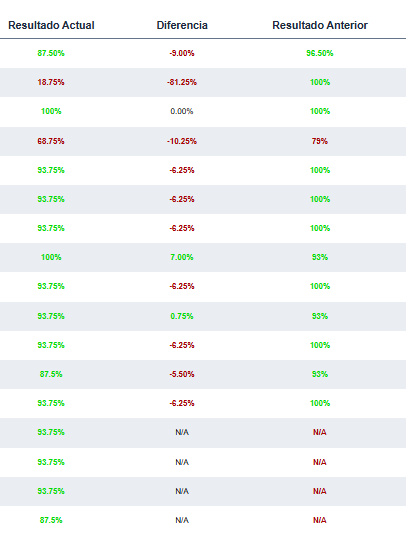 Resultado Actual Diferencia Resultado Anterior
87.50% -9.00% 96.50%
18.75% -81.25% 100%
100% 0.00% 100%
68.75% -10.25% 79%
93.75% -6.25% 100%
93.75% -6.25% 100%
93.75% -6.25% 100%
100% 7.00% 93%
93.75% -6.25% 100%
93.75% 0.75% 93%
93.75% -6.25% 100%
87.5% -5.50% 93%
93.75% -6.25% 100%
93.75% N/A N/A
93.75% N/A N/A
93.75% N/A N/A
87.5% N/A N/A